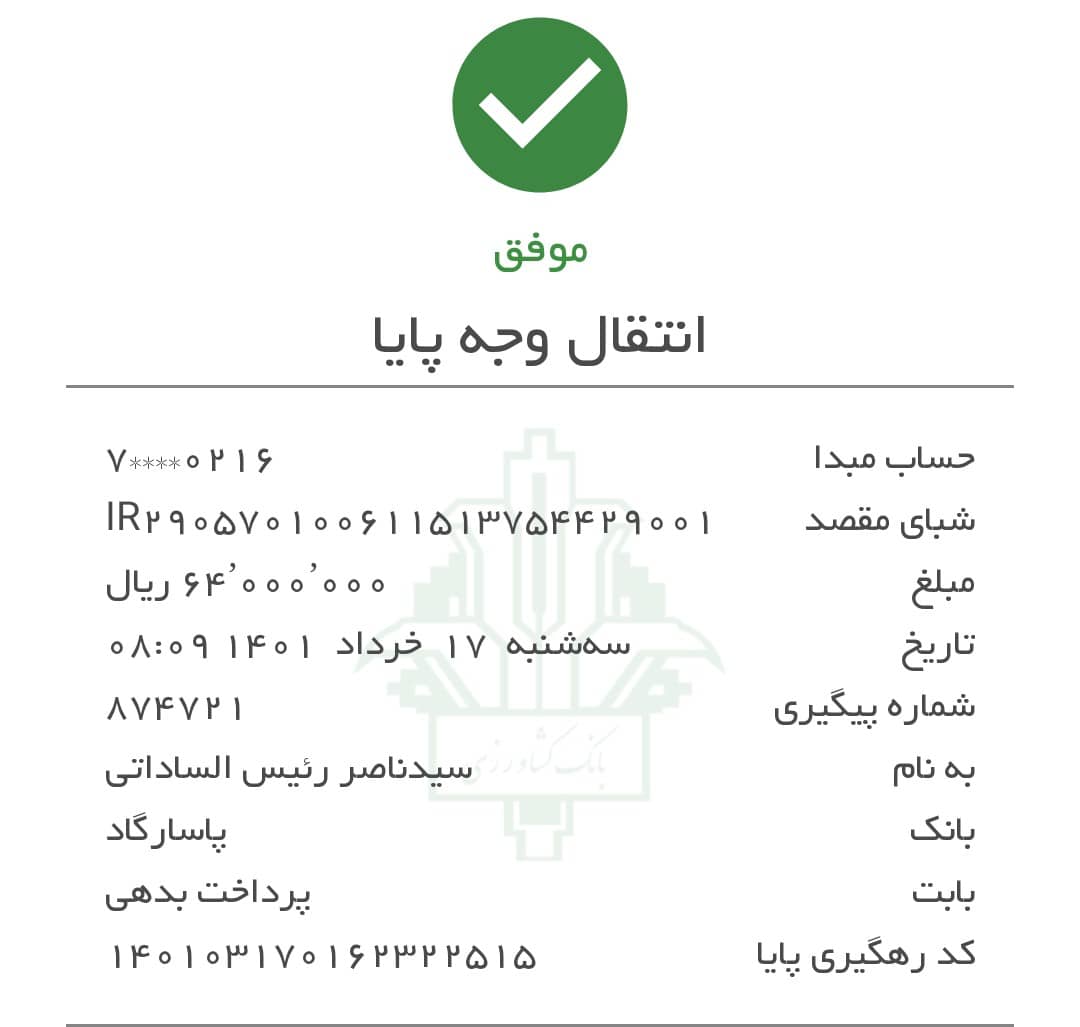 موفق
انتقال وجه پایا
حساب مبدا ۷****۰۲۱۶
شبای مقصد IR۲۹۰۵۷۰۱۰۰۶۱۱۵۱۳۷۵۴۴۲۹۰۰۱
مبلغ ۶۴٬۰۰۰٬۰۰۰ ریال
تاریخ سه‌شنبه ۱۷ خرداد ۱۴۰۱ ۰۸:۰۹
شماره پیگیری ۸۷۴۷۲۱
به نام سیدناصر رئیس الساداتی
بانک کشاورزی
بانک پاسارگاد
بابت پرداخت بدهی
کد رهگیری پایا ۱۴۰۱۰۳۱۷۰۱۶۲۳۲۲۵۱۵